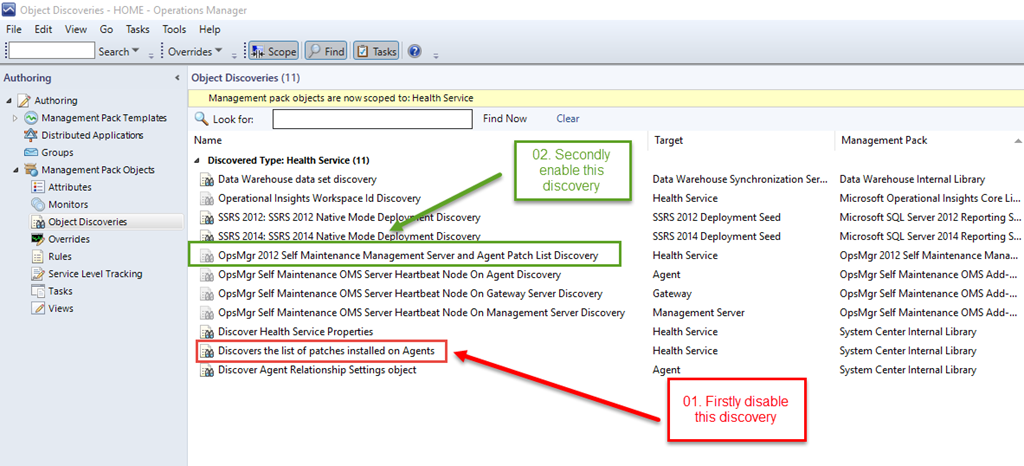 Object Discoveries - HOME - Operations Manager
File Edit View Go Tasks Tools Help
Search Overrides Scope Find Tasks
Authoring
Authoring
Management Pack Templates
Distributed Applications
Groups
Management Pack Objects
Attributes
Monitors
Object Discoveries
Overrides
Rules
Service Level Tracking
Tasks
Views
Object Discoveries (11)
Management pack objects are now scoped to: Health Service
Look for: Find Now Clear
Name Target Management Pack
Discovered Type: Health Service (11)
Data Warehouse data set discovery Data Warehouse Synchronization Ser... Data Warehouse Internal Library
Operational Insights Workspace Id Discovery Health Service Microsoft Operational Insights Core Li...
SSRS 2012: SSRS 2012 Native Mode Deployment Discovery SSRS 2012 Deployment Seed Microsoft SQL Server 2012 Reporting S...
SSRS 2014: SSRS 2014 Native Mode Deployment Discovery SSRS 2014 Deployment Seed Microsoft SQL Server 2014 Reporting S...
OpsMgr 2012 Self Maintenance Management Server and Agent Patch List Discovery Health Service OpsMgr 2012 Self Maintenance Mana...
OpsMgr Self Maintenance OMS Server Heartbeat Node On Agent Discovery Agent OpsMgr Self Maintenance OMS Add-...
OpsMgr Self Maintenance OMS Server Heartbeat Node On Gateway Server Discovery Gateway OpsMgr Self Maintenance OMS Add-...
OpsMgr Self Maintenance OMS Server Heartbeat Node On Management Server Discovery Management Server OpsMgr Self Maintenance OMS Add-...
Discover Health Service Properties Health Service System Center Internal Library
Discovers the list of patches installed on Agents Health Service System Center Internal Library
Discover Agent Relationship Settings object Agent System Center Internal Library
02. Secondly
enable this
discovery
01. Firstly disable
this discovery